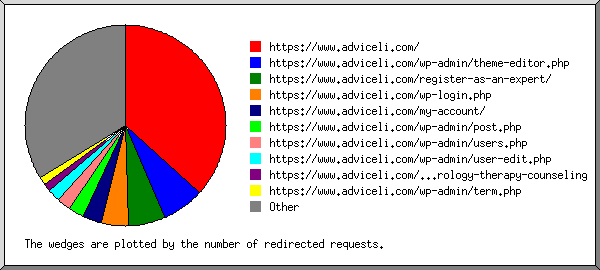 https://www.adviceli.com/
https://www.adviceli.com/wp-admin/theme-editor.php
https://www.adviceli.com/register-as-an-expert/
https://www.adviceli.com/wp-login.php
https://www.adviceli.com/my-account/
https://www.adviceli.com/wp-admin/post.php
https://www.adviceli.com/wp-admin/users.php
https://www.adviceli.com/wp-admin/user-edit.php
https://www.adviceli.com/...rology-therapy-counseling
https://www.adviceli.com/wp-admin/term.php
Other
The wedges are plotted by the number of redirected requests.